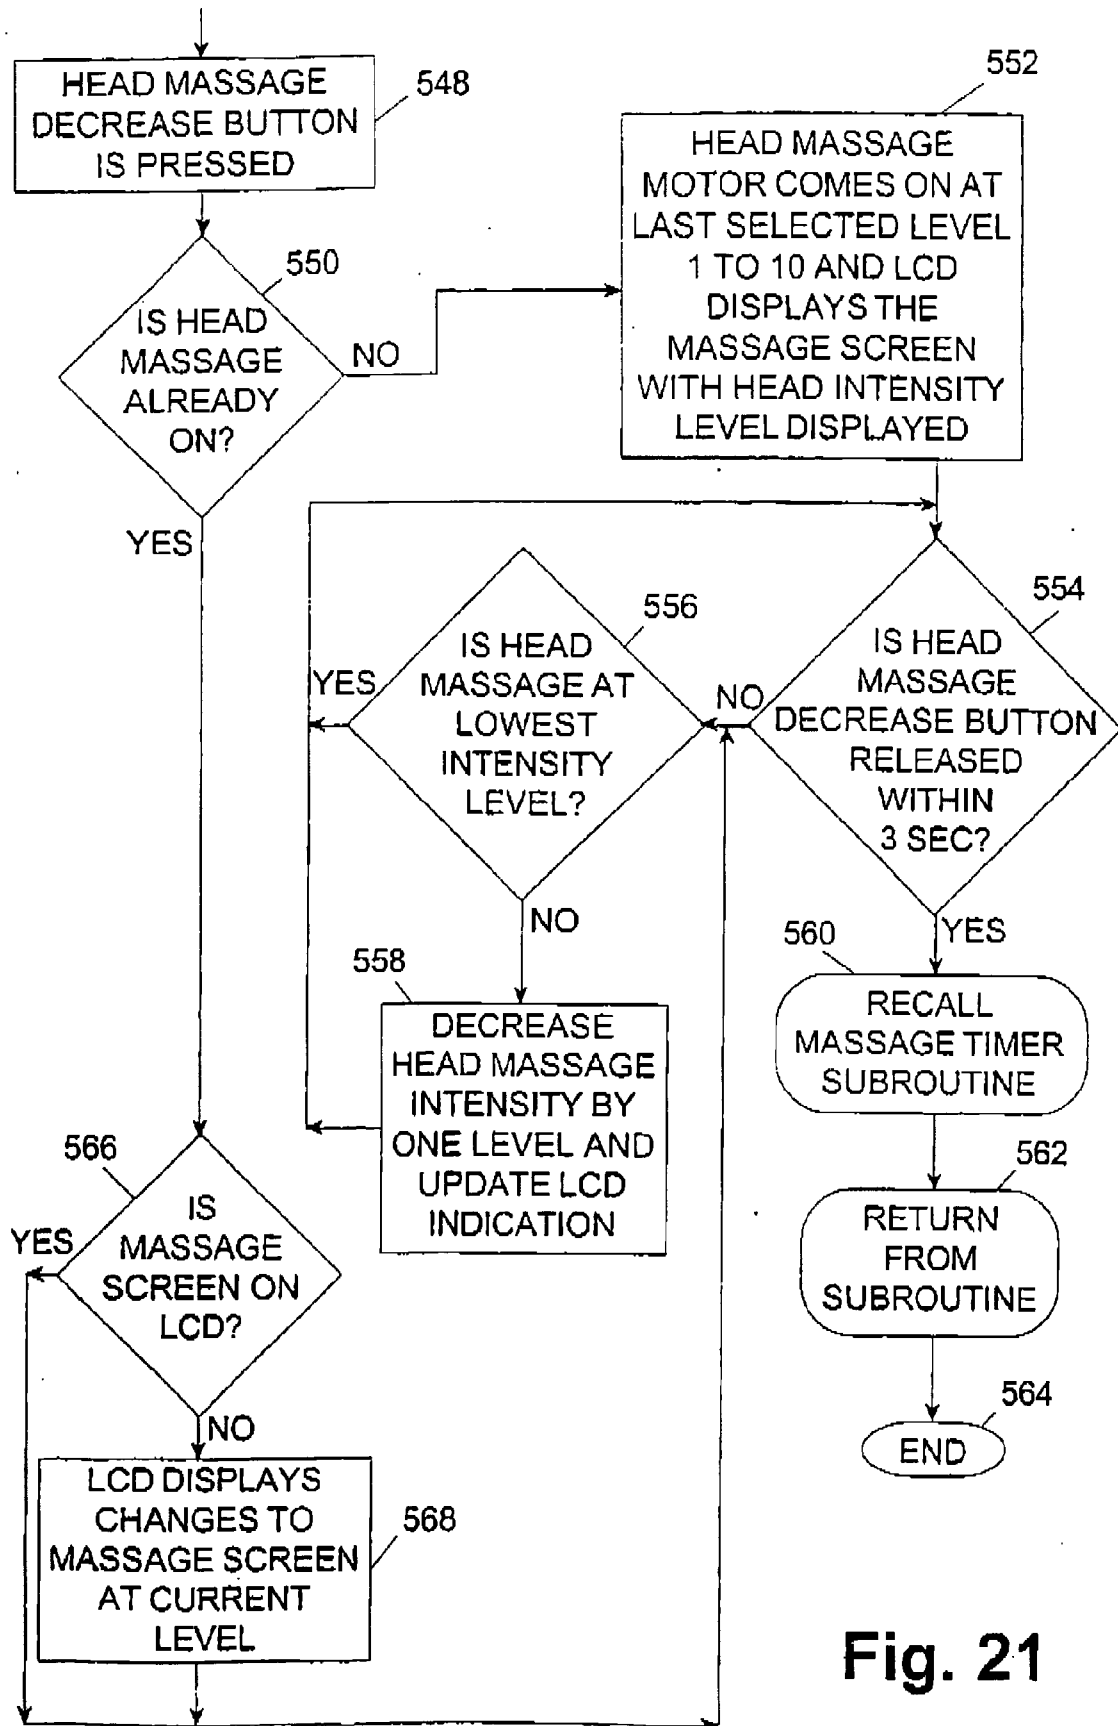 HEAD MASSAGE
DECREASE BUTTON
IS PRESSED
548
550
IS HEAD
MASSAGE
ALREADY
ON?
NO
YES
552
HEAD MASSAGE
MOTOR COMES ON AT
LAST SELECTED LEVEL
1 TO 10 AND LCD
DISPLAYS THE
MASSAGE SCREEN
WITH HEAD INTENSITY
LEVEL DISPLAYED
554
IS HEAD
MASSAGE
DECREASE BUTTON
RELEASED
WITHIN
3 SEC?
NO
YES
556
IS HEAD
MASSAGE AT
LOWEST
INTENSITY
LEVEL?
YES
NO
558
DECREASE
HEAD MASSAGE
INTENSITY BY
ONE LEVEL AND
UPDATE LCD
INDICATION
560
RECALL
MASSAGE TIMER
SUBROUTINE
562
RETURN
FROM
SUBROUTINE
564
END
566
IS
MASSAGE
SCREEN ON
LCD?
YES
NO
LCD DISPLAYS
CHANGES TO
MASSAGE SCREEN
AT CURRENT
LEVEL
568
Fig. 21